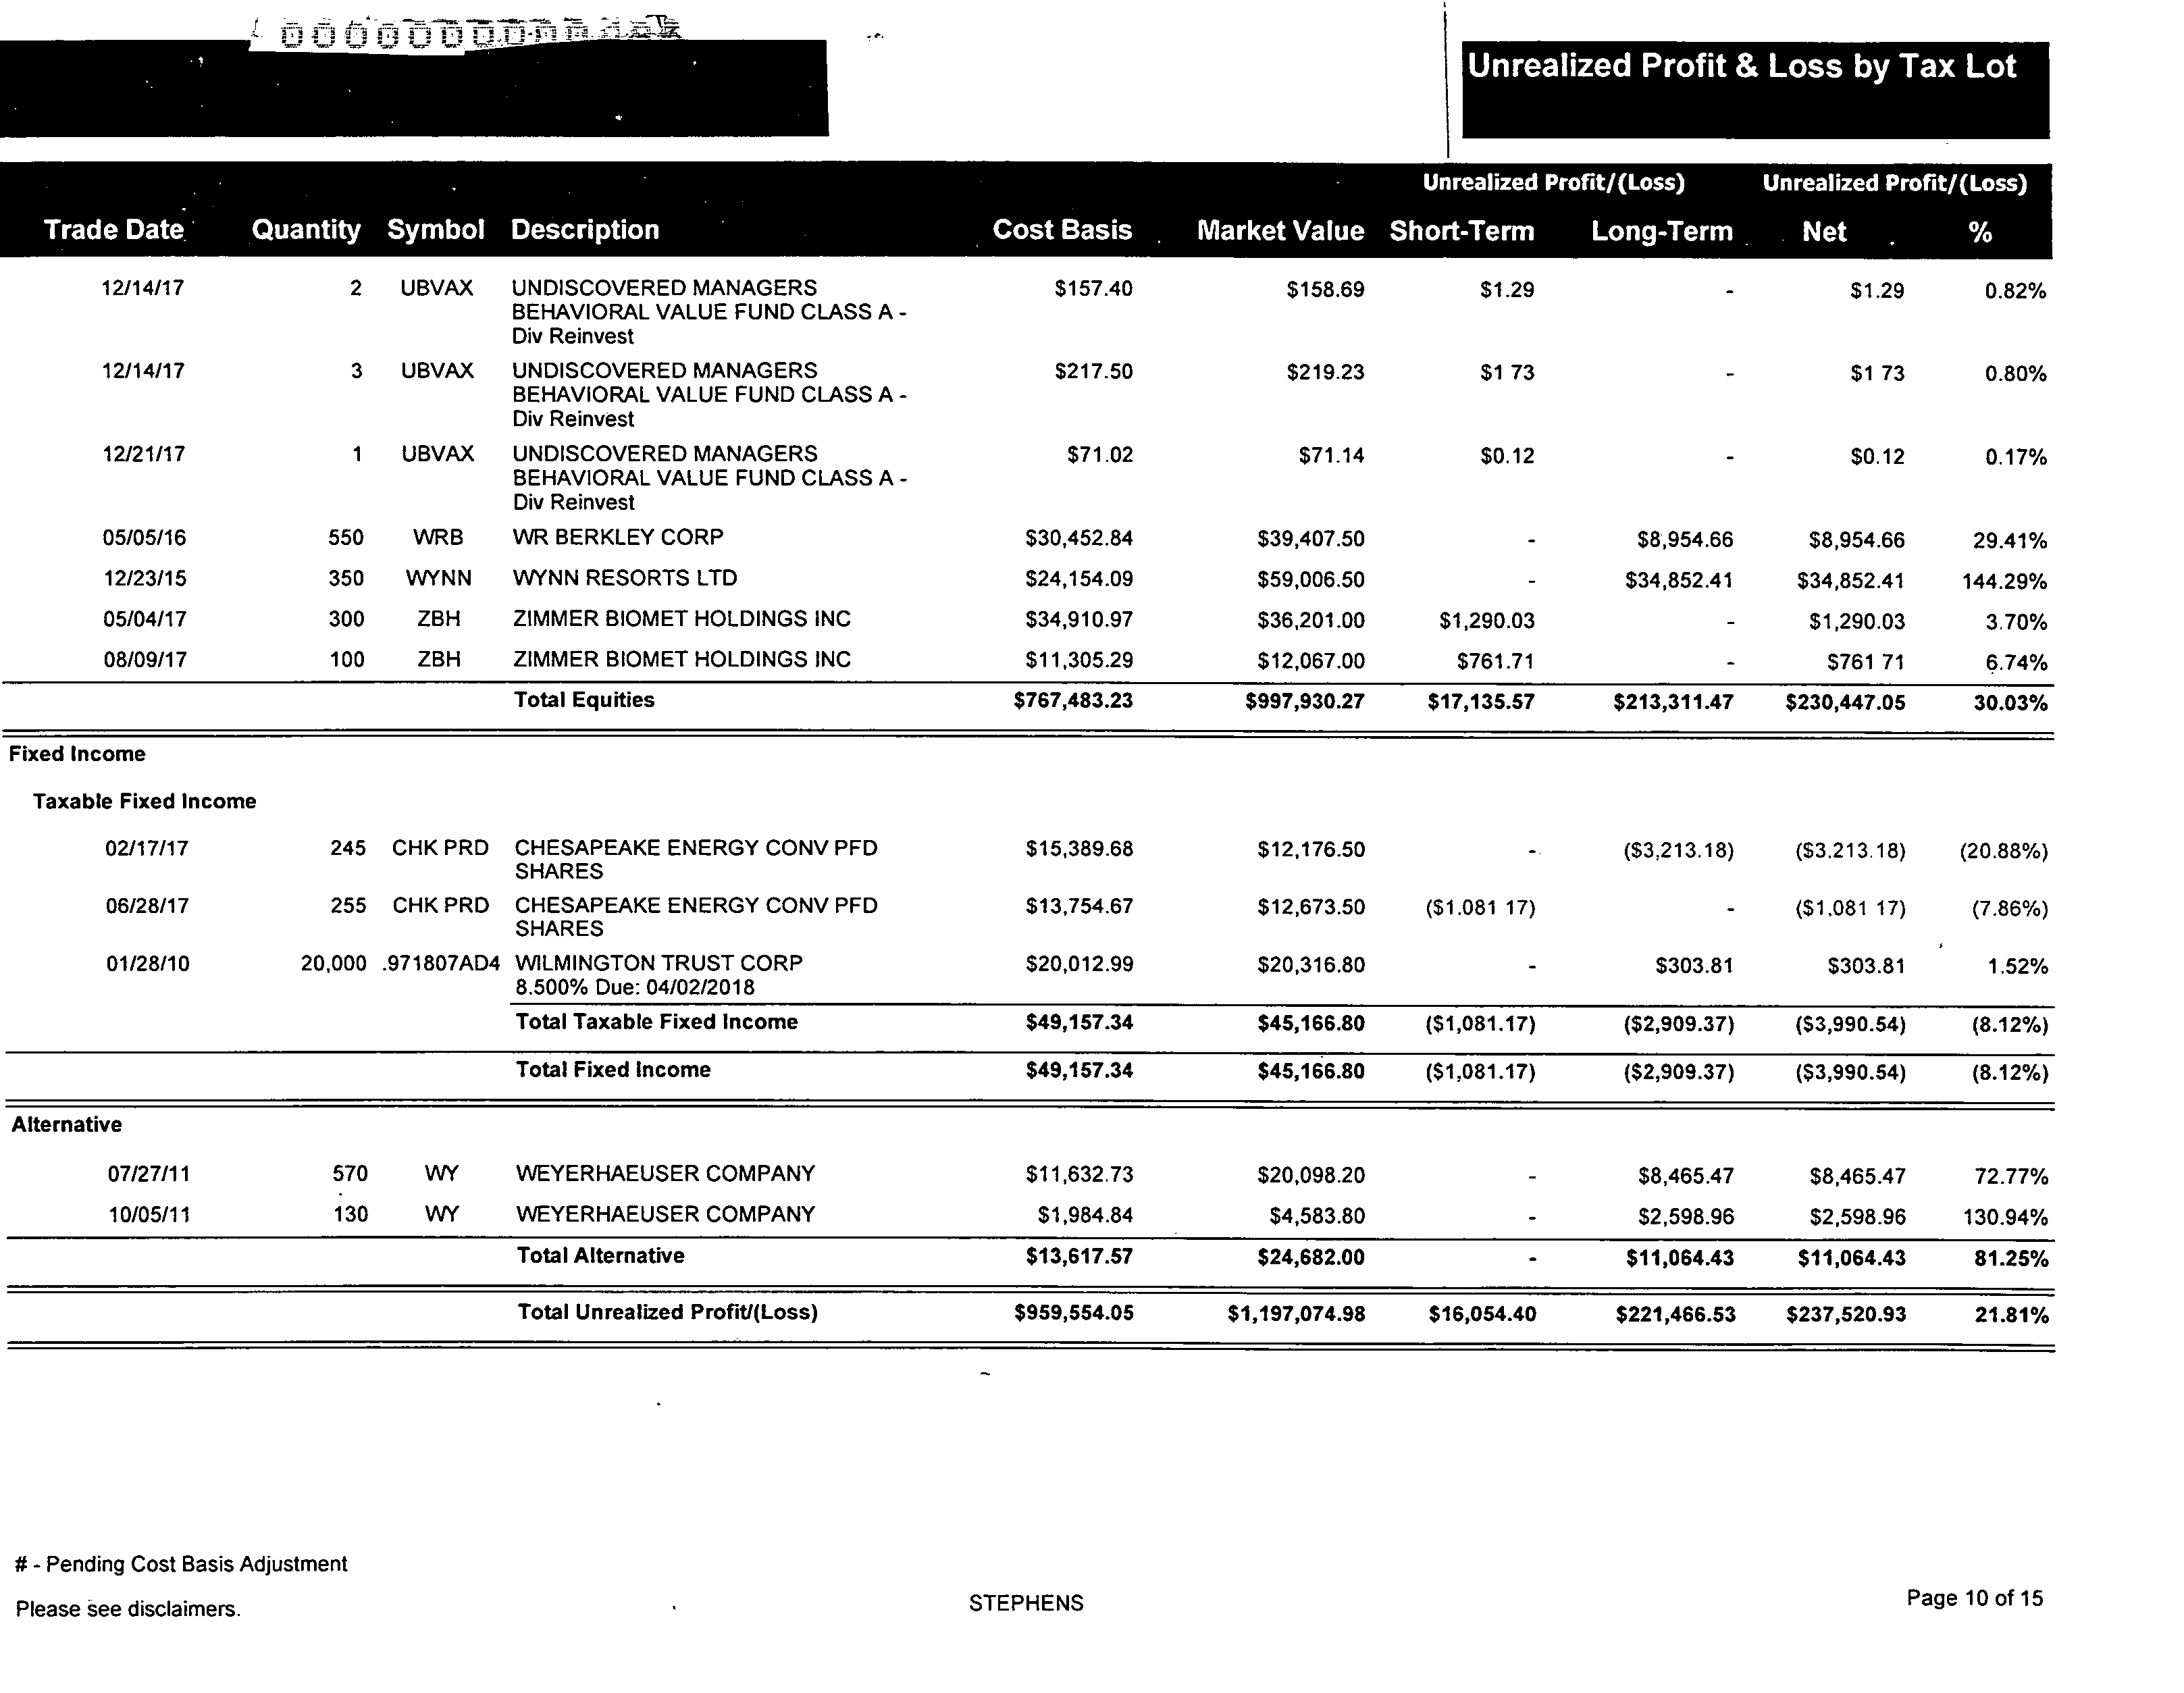 Unrealized Profit & Loss by Tax Lot
Unrealized Profit/(Loss) Unrealized Profit/(Loss)
Trade Date Quantity Symbol Description Cost Basis Market Value Short-Term Long-Term Net %
12/14/17 2 UBVAX UNDISCOVERED MANAGERS $157.40 $158.69 $1.29 - $1.29 0.82%
BEHAVIORAL VALUE FUND CLASS A -
Div Reinvest
12/14/17 3 UBVAX UNDISCOVERED MANAGERS $217.50 $219.23 $1 73 - $1 73 0.80%
BEHAVIORAL VALUE FUND CLASS A -
Div Reinvest
12/21/17 1 UBVAX UNDISCOVERED MANAGERS $71.02 $71.14 $0.12 - $0.12 0.17%
BEHAVIORAL VALUE FUND CLASS A -
Div Reinvest
05/05/16 550 WRB WR BERKLEY CORP $30,452.84 $39,407.50 - $8,954.66 $8,954.66 29.41%
12/23/15 350 WYNN WYNN RESORTS LTD $24,154.09 $59,006.50 - $34,852.41 $34,852.41 144.29%
05/04/17 300 ZBH ZIMMER BIOMET HOLDINGS INC $34,910.97 $36,201.00 $1,290.03 - $1,290.03 3.70%
08/09/17 100 ZBH ZIMMER BIOMET HOLDINGS INC $11,305.29 $12,067.00 $761.71 - $761 71 6.74%
Total Equities $767,483.23 $997,930.27 $17,135.57 $213,311.47 $230,447.05 30.03%
Fixed Income
Taxable Fixed Income
02/17/17 245 CHK PRD CHESAPEAKE ENERGY CONV PFD $15,389.68 $12,176.50 - ($3,213.18) ($3.213.18) (20.88%)
SHARES
06/28/17 255 CHK PRD CHESAPEAKE ENERGY CONV PFD $13,754.67 $12,673.50 ($1.081 17) - ($1,081 17) (7.86%)
SHARES
01/28/10 20,000 .971807AD4 WILMINGTON TRUST CORP $20,012.99 $20,316.80 - $303.81 $303.81 1.52%
8.500% Due: 04/02/2018
Total Taxable Fixed Income $49,157.34 $45,166.80 ($1,081.17) ($2,909.37) ($3,990.54) (8.12%)
Total Fixed Income $49,157.34 $45,166.80 ($1,081.17) ($2,909.37) ($3,990.54) (8.12%)
Alternative
07/27/11 570 WY WEYERHAEUSER COMPANY $11,632.73 $20,098.20 - $8,465.47 $8,465.47 72.77%
10/05/11 130 WY WEYERHAEUSER COMPANY $1,984.84 $4,583.80 - $2,598.96 $2,598.96 130.94%
Total Alternative $13,617.57 $24,682.00 - $11,064.43 $11,064.43 81.25%
Total Unrealized Profit/(Loss) $959,554.05 $1,197,074.98 $16,054.40 $221,466.53 $237,520.93 21.81%
# - Pending Cost Basis Adjustment
Please see disclaimers. STEPHENS Page 10 of 15